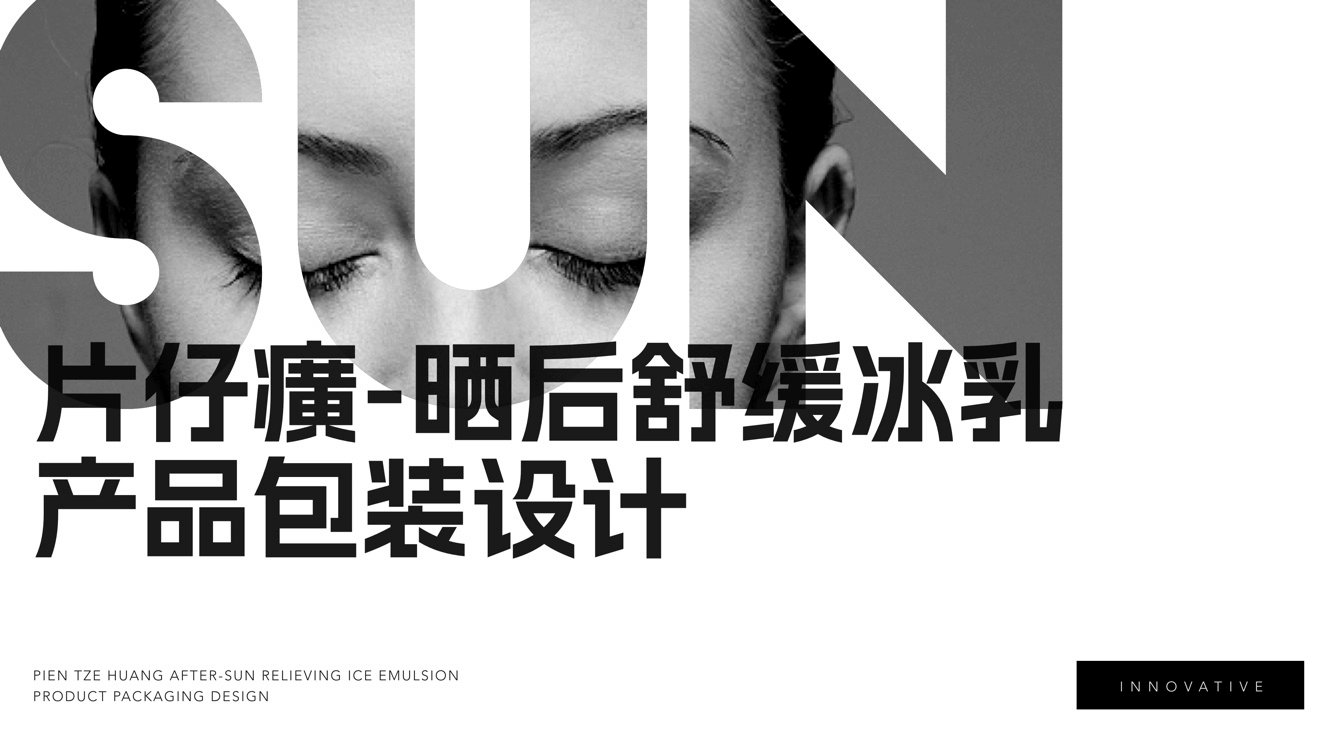 SUN
片仔癀-晒后舒缓冰乳
产品包装设计
PIEN TZE HUANG AFTER-SUN RELIEVING ICE EMULSION
PRODUCT PACKAGING DESIGN
INNOVATIVE